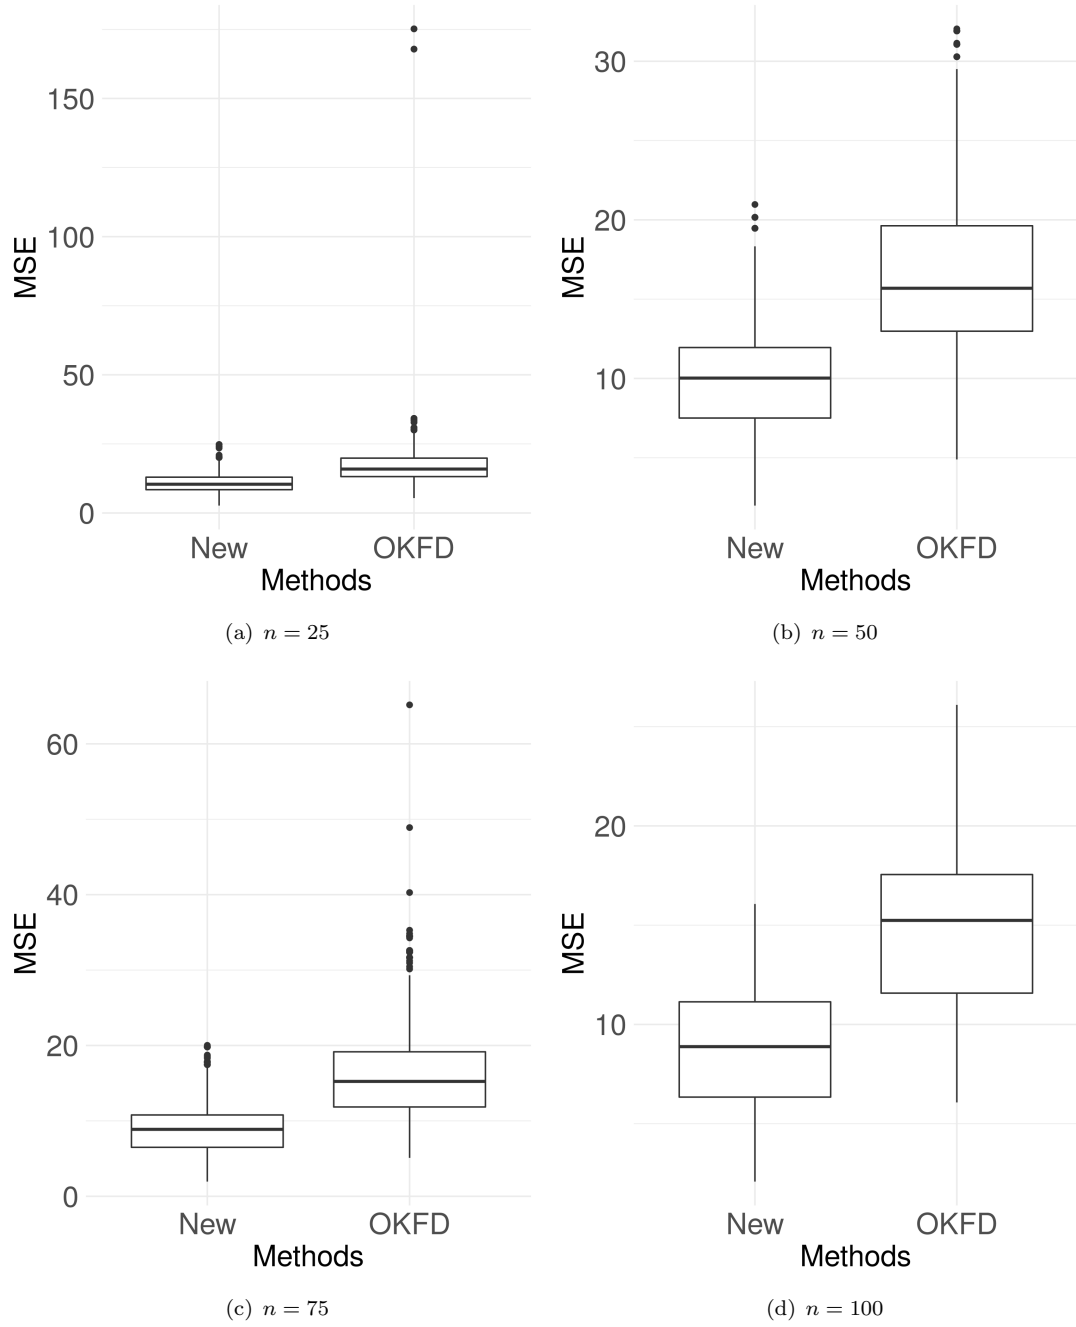 MSE
150
100
50
0
New OKFD
Methods
(a) n = 25
MSE
30
20
10
New OKFD
Methods
(b) n = 50
MSE
60
40
20
0
New OKFD
Methods
(c) n = 75
MSE
20
10
New OKFD
Methods
(d) n = 100